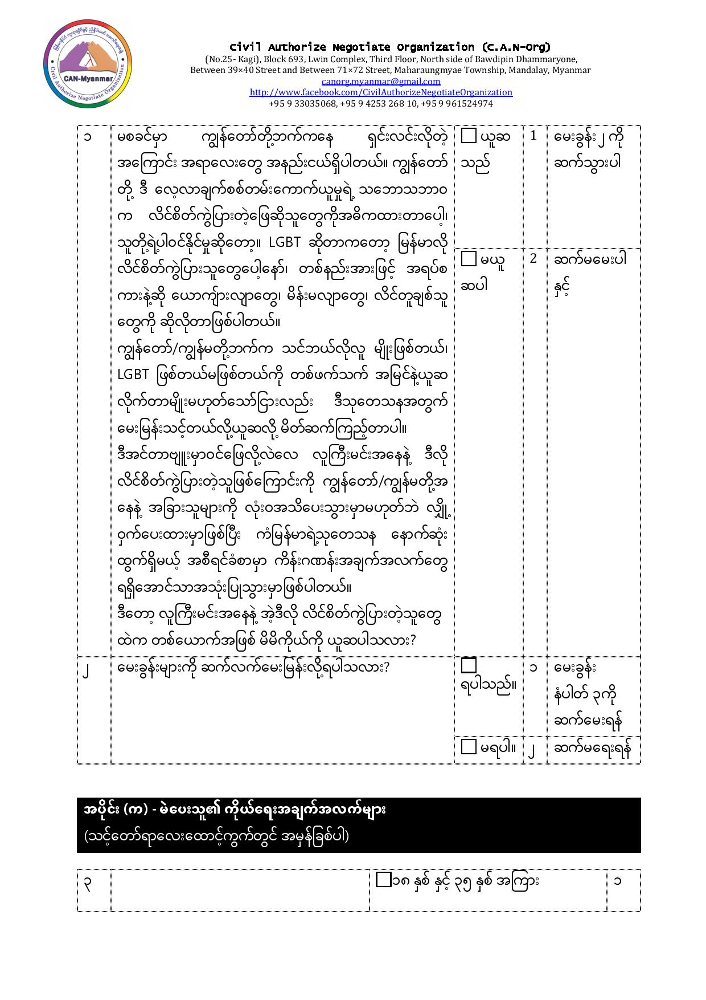 CAN-Myanmar
Civil Authorize Negotiate Organization
Civil Authorize Negotiate Organization (C.A.N-Org)
(No.25- Kagi), Block 693, Lwin Complex, Third Floor, North side of Bawdipin Dhammaryone,
Between 39×40 Street and Between 71×72 Street, Maharaungmyae Township, Mandalay, Myanmar
canorg.myanmar@gmail.com
http://www.facebook.com/CivilAuthorizeNegotiateOrganization
+95 9 33035068, +95 9 4253 268 10, +95 9 961524974
၁
မစခင်မှာ ကျွန်တော်တို့ဘက်ကနေ ရှင်းလင်းလိုတဲ့
အကြောင်း အရာလေးတွေ အနည်းငယ်ရှိပါတယ်။ ကျွန်တော်
တို့ ဒီ လေ့လာချက်စစ်တမ်းကောက်ယူမှုရဲ့ သဘောသဘာဝ
က လိင်စိတ်ကွဲပြားတဲ့ဖြေဆိုသူတွေကိုအဓိကထားတာပေါ့၊
သူတို့ရဲ့ပါဝင်နိုင်မှုဆိုတော့။ LGBT ဆိုတာကတော့ မြန်မာလို
လိင်စိတ်ကွဲပြားသူတွေပေါ့နော်၊ တစ်နည်းအားဖြင့် အရပ်စ
ကားနဲ့ဆို ယောကျ်ားလျာတွေ၊ မိန်းမလျာတွေ၊ လိင်တူချစ်သူ
တွေကို ဆိုလိုတာဖြစ်ပါတယ်။
ကျွန်တော်/ကျွန်မတို့ဘက်က သင်ဘယ်လိုလူ မျိုးဖြစ်တယ်၊
LGBT ဖြစ်တယ်မဖြစ်တယ်ကို တစ်ဖက်သက် အမြင်နဲ့ယူဆ
လိုက်တာမျိုးမဟုတ်သော်ငြားလည်း ဒီသုတေသနအတွက်
မေးမြန်းသင့်တယ်လို့ယူဆလို့ မိတ်ဆက်ကြည့်တာပါ။
ဒီအင်တာဗျူးမှာဝင်ဖြေလို့လဲလေ လူကြီးမင်းအနေနဲ့ ဒီလို
လိင်စိတ်ကွဲပြားတဲ့သူဖြစ်ကြောင်းကို ကျွန်တော်/ကျွန်မတို့အ
နေနဲ့ အခြားသူများကို လုံးဝအသိပေးသွားမှာမဟုတ်ဘဲ လျှို့
ဝှက်ပေးထားမှာဖြစ်ပြီး ကံမြန်မာရဲ့သုတေသန နောက်ဆုံး
ထွက်ရှိမယ့် အစီရင်ခံစာမှာ ကိန်းဂဏန်းအချက်အလက်တွေ
ရရှိအောင်သာအသုံးပြုသွားမှာဖြစ်ပါတယ်။
ဒီတော့ လူကြီးမင်းအနေနဲ့ အဲ့ဒီလို လိင်စိတ်ကွဲပြားတဲ့သူတွေ
ထဲက တစ်ယောက်အဖြစ် မိမိကိုယ်ကို ယူဆပါသလား?
ယူဆ
သည်
1
မေးခွန်း ၂ ကို
ဆက်သွားပါ
မယူ
ဆပါ
2
ဆက်မမေးပါ
နှင့်
၂
မေးခွန်းများကို ဆက်လက်မေးမြန်းလို့ရပါသလား?
ရပါသည်။
၁
မေးခွန်း
နံပါတ် ၃ကို
ဆက်မေးရန်
မရပါ။
၂
ဆက်မရေးရန်
အပိုင်း (က) - မဲပေးသူ၏ ကိုယ်ရေးအချက်အလက်များ
(သင့်တော်ရာလေးထောင့်ကွက်တွင် အမှန်ခြစ်ပါ)
၃
၁၈ နှစ် နှင့် ၃၅ နှစ် အကြား
၁